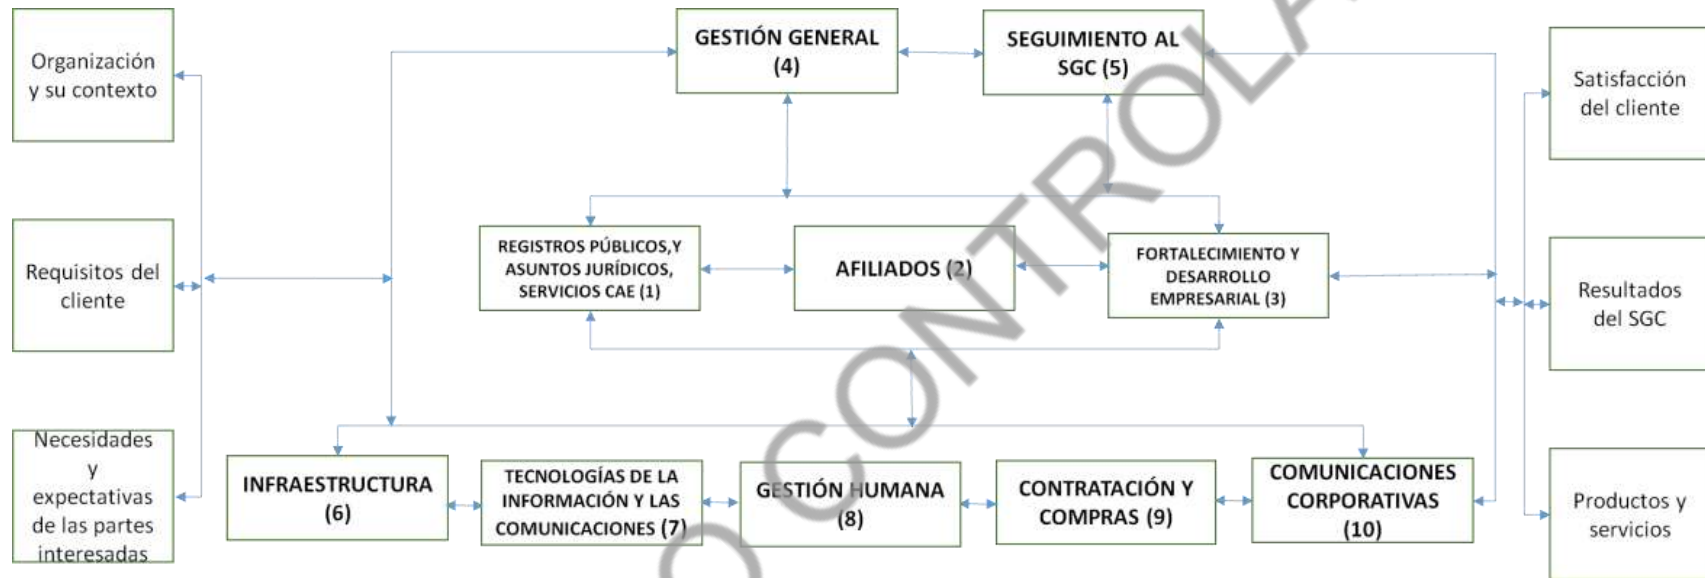 Organización
y su contexto
Requisitos del
cliente
Necesidades
y
expectativas
de las partes
interesadas
GESTIÓN GENERAL
(4)
SEGUIMIENTO AL
SGC (5)
REGISTROS PÚBLICOS,Y
ASUNTOS JURÍDICOS,
SERVICIOS CAE (1)
AFILIADOS (2)
FORTALECIMIENTO Y
DESARROLLO
EMPRESARIAL (3)
INFRAESTRUCTURA
(6)
TECNOLOGÍAS DE LA
INFORMACIÓN Y LAS
COMUNICACIONES (7)
GESTIÓN HUMANA
(8)
CONTRATACIÓN Y
COMPRAS (9)
COMUNICACIONES
CORPORATIVAS
(10)
Satisfacción
del cliente
Resultados
del SGC
Productos y
servicios
O CONTROLA